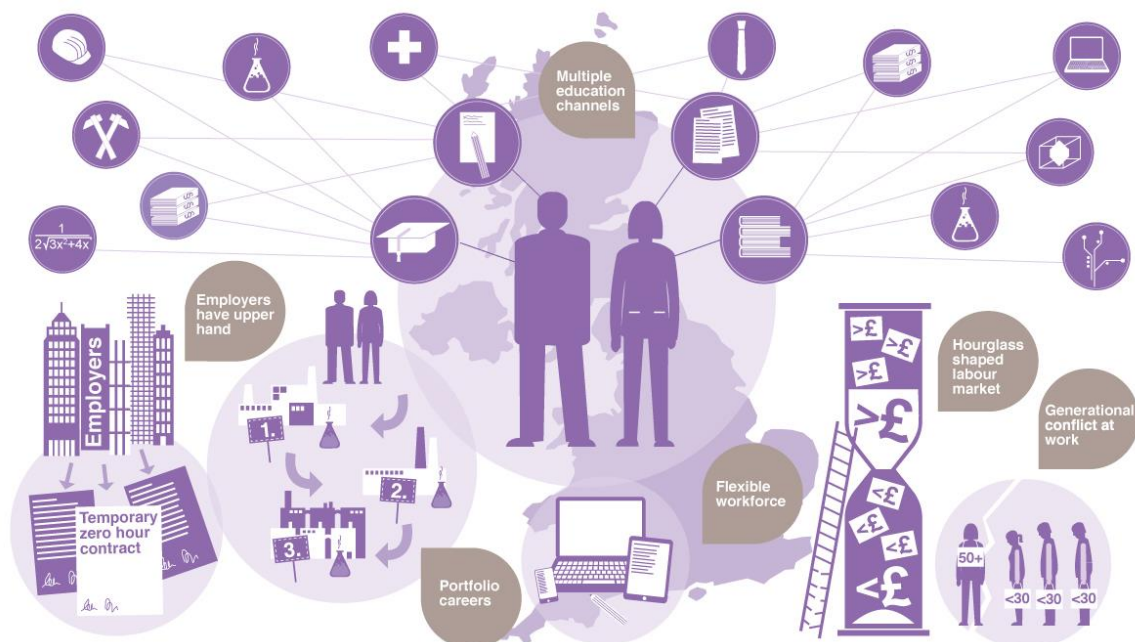 Multiple
education
channels
1
2√3x²+4x
Employers
have upper
hand
Employers
Temporary
zero hour
contract
1.
2.
3.
Portfolio
careers
Flexible
workforce
>£
>£
>£
>£
<£
<£
<£
<£
Hourglass
shaped
labour
market
Generational
conflict at
work
50+
<30
<30
<30